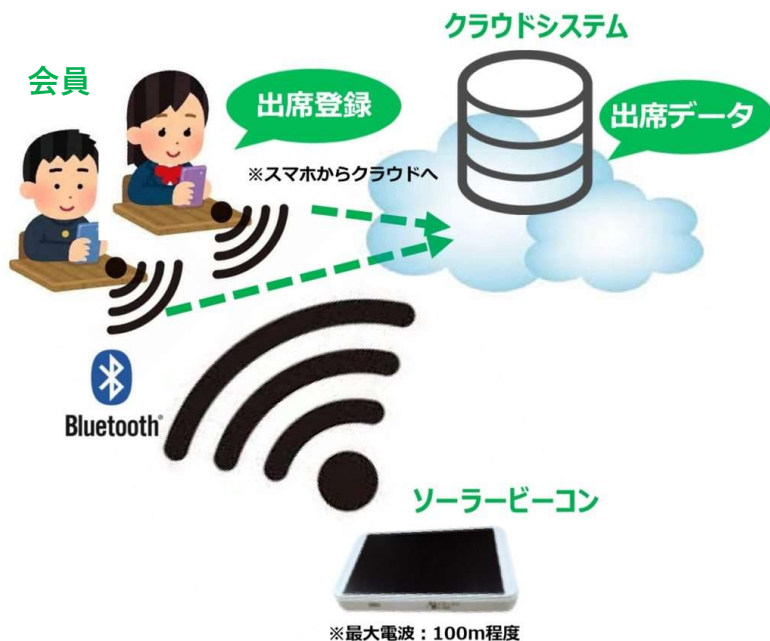 クラウドシステム
会員
出席登録
出席データ
※スマホからクラウドへ
Bluetooth®
ソーラービーコン
※最大電波：100m程度